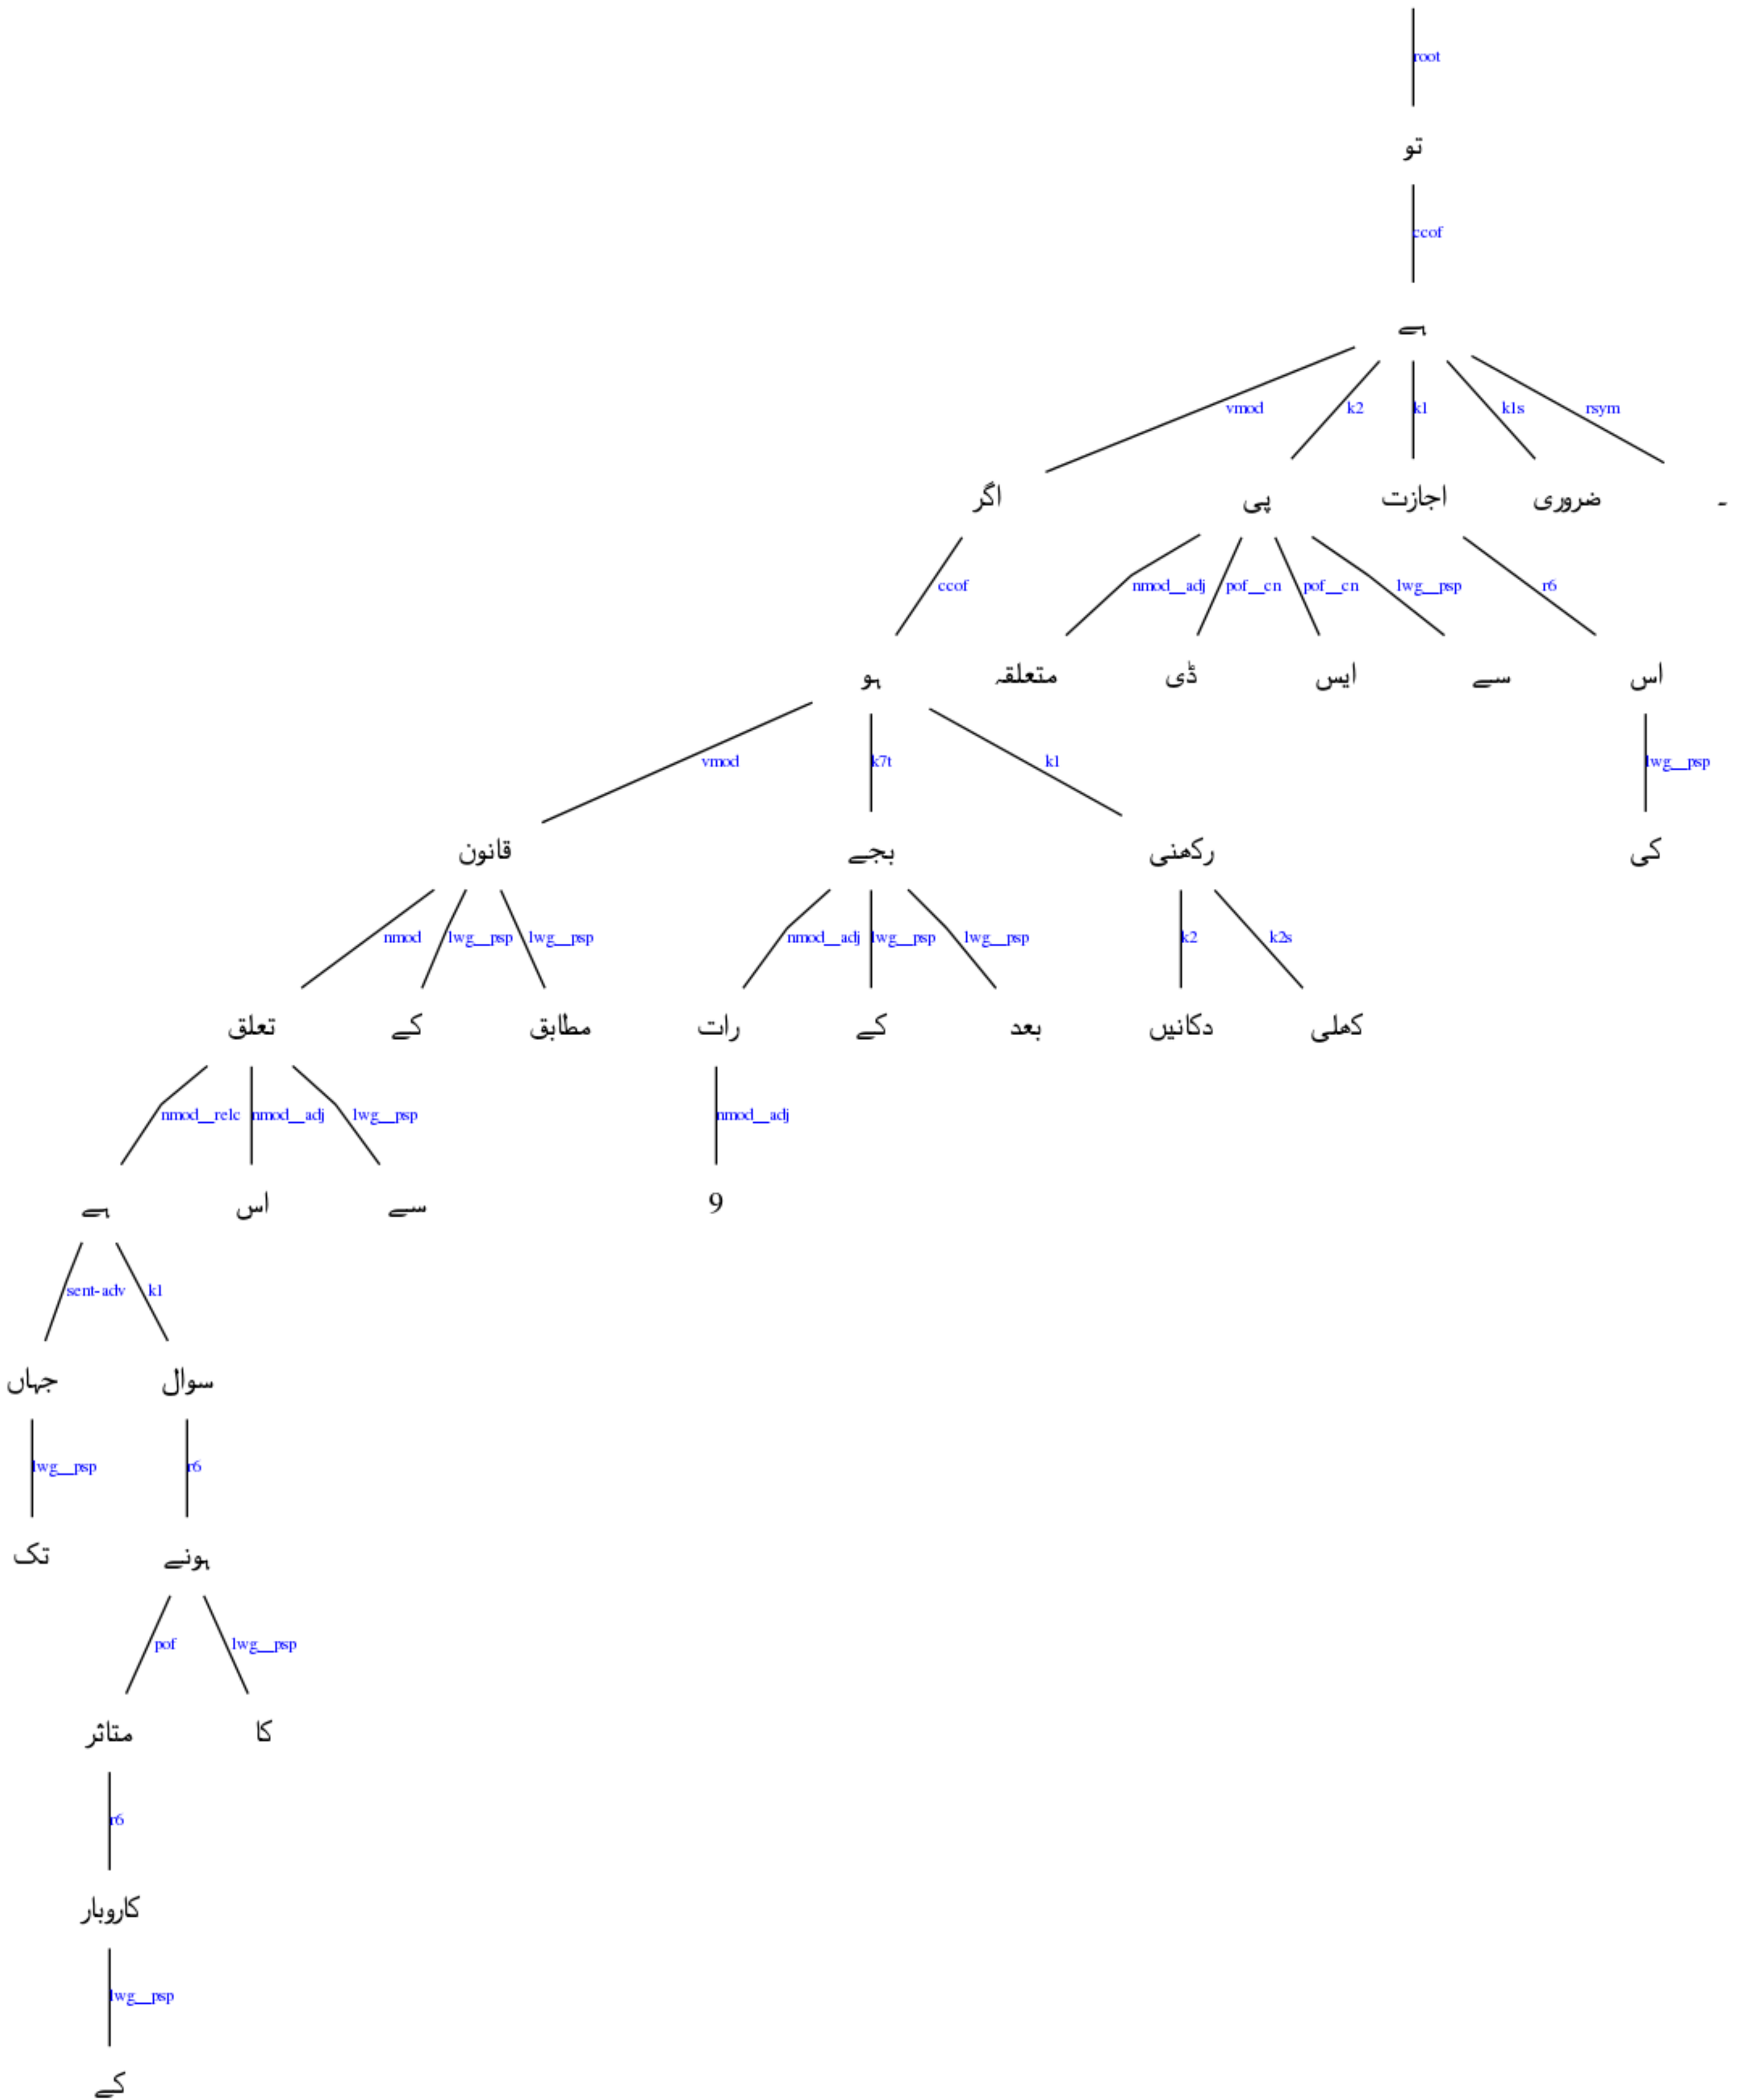 root
تو
ccof
ہے
vmod k2 k1 k1s rsym
اگر پی اجازت ضروری ۔
ccof nmod__adj pof__cn pof__cn lwg__psp r6
ہو متعلقہ ڈی ایس سے اس
vmod k7t k1 lwg__psp
قانون بجے رکھنی کی
nmod lwg__psp lwg__psp nmod__adj lwg__psp lwg__psp k2 k2s
تعلق کے مطابق رات کے بعد دکانیں کھلی
nmod__relc nmod__adj lwg__psp nmod__adj
ہے اس سے 9
sent-adv k1
جہاں سوال
lwg__psp r6
تک ہونے
pof lwg__psp
متاثر کا
r6
کاروبار
lwg__psp
کے